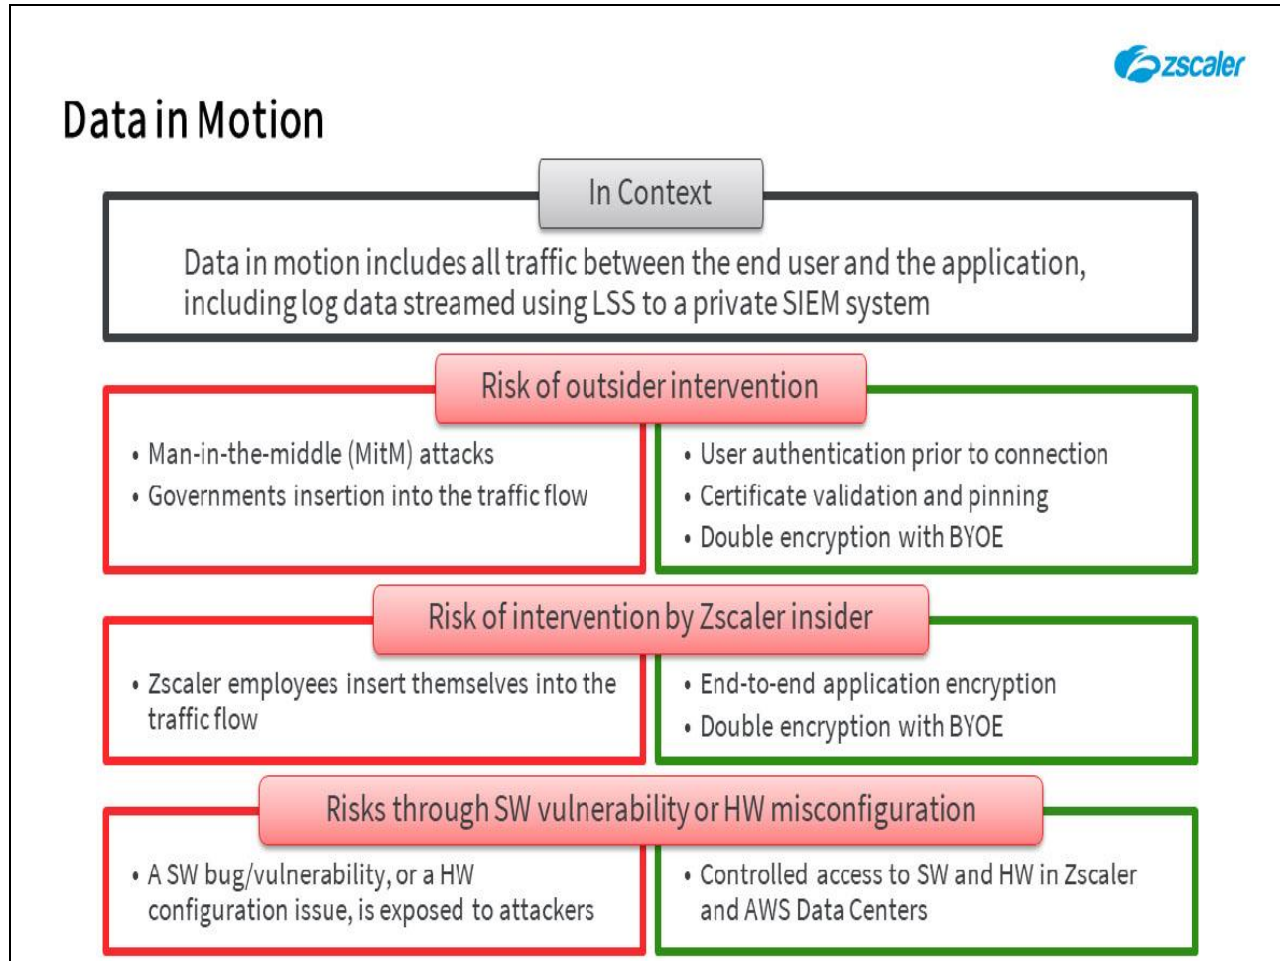 zscaler
Data in Motion
In Context
Data in motion includes all traffic between the end user and the application,
including log data streamed using LSS to a private SIEM system
Risk of outsider intervention
• Man-in-the-middle (MitM) attacks
• Governments insertion into the traffic flow
• User authentication prior to connection
• Certificate validation and pinning
• Double encryption with BYOE
Risk of intervention by Zscaler insider
• Zscaler employees insert themselves into the
traffic flow
• End-to-end application encryption
• Double encryption with BYOE
Risks through SW vulnerability or HW misconfiguration
• A SW bug/vulnerability, or a HW
configuration issue, is exposed to attackers
• Controlled access to SW and HW in Zscaler
and AWS Data Centers